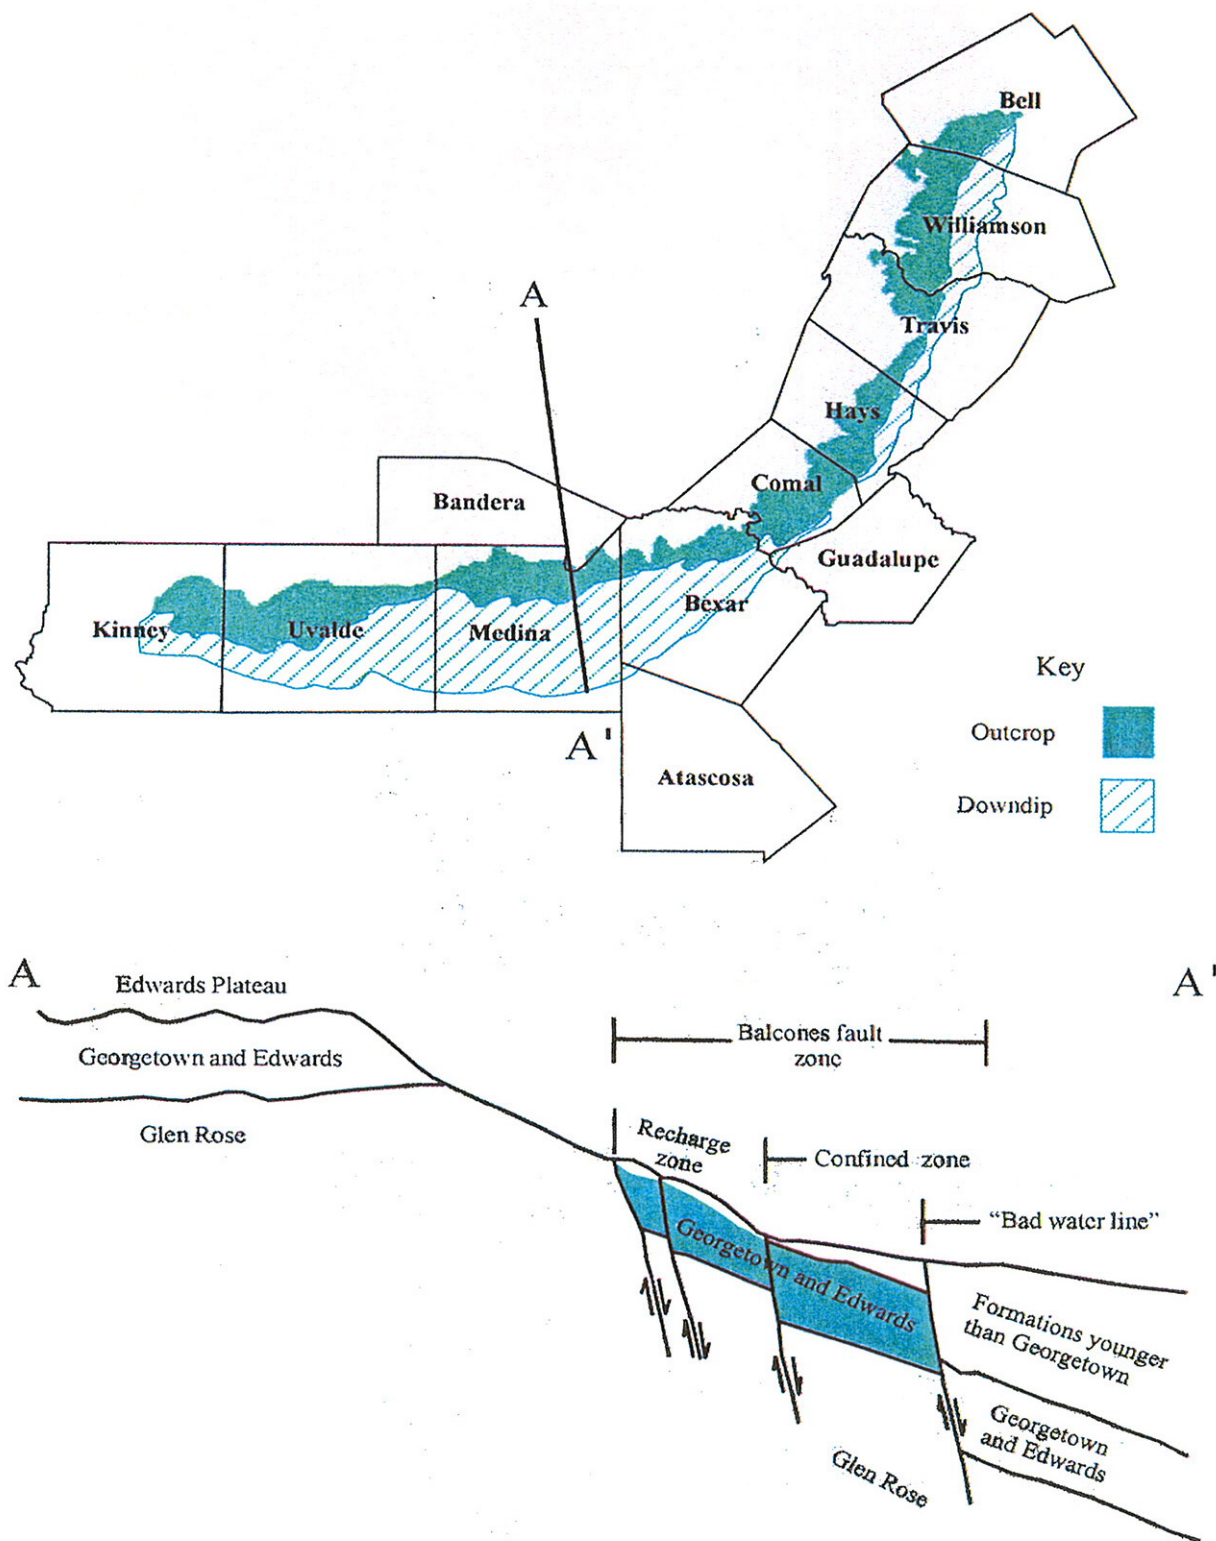 Bell
Williamson
A
Travis
Hays
Comal
Bandera
Guadalupe
Bexar
Kinney
Uvalde
Medina
Key
Outcrop
A'
Atascosa
Downdip
A
A'
Edwards Plateau
Balcones fault
zone
Georgetown and Edwards
Glen Rose
Recharge
zone
Confined zone
"Bad water line"
Georgetown and Edwards
Formations younger
than Georgetown
Georgetown
and Edwards
Glen Rose